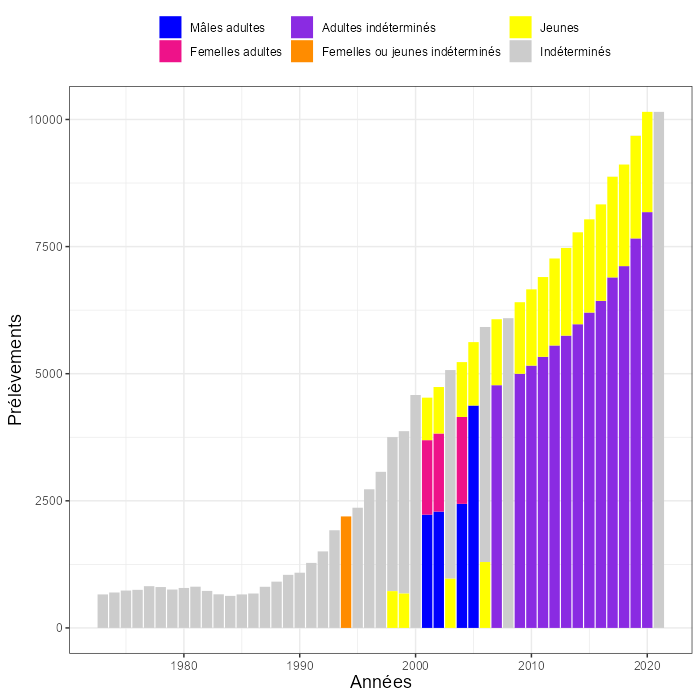 Mâles adultes Adultes indéterminés Jeunes
Femelles adultes Femelles ou jeunes indéterminés Indéterminés
10000
7500
5000
2500
0
Prélèvements
1980 1990 2000 2010 2020
Années